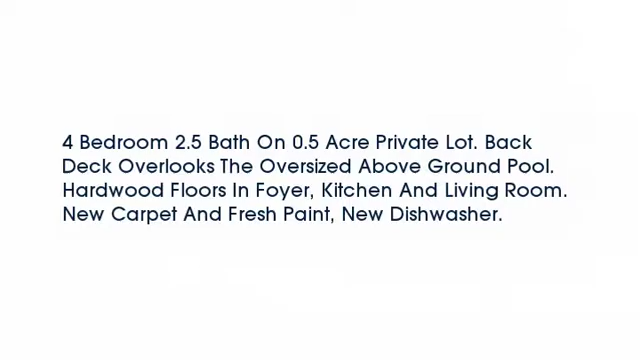 4 Bedroom 2.5 Bath On 0.5 Acre Private Lot. Back
Deck Overlooks The Oversized Above Ground Pool.
Hardwood Floors In Foyer, Kitchen And Living Room.
New Carpet And Fresh Paint, New Dishwasher.